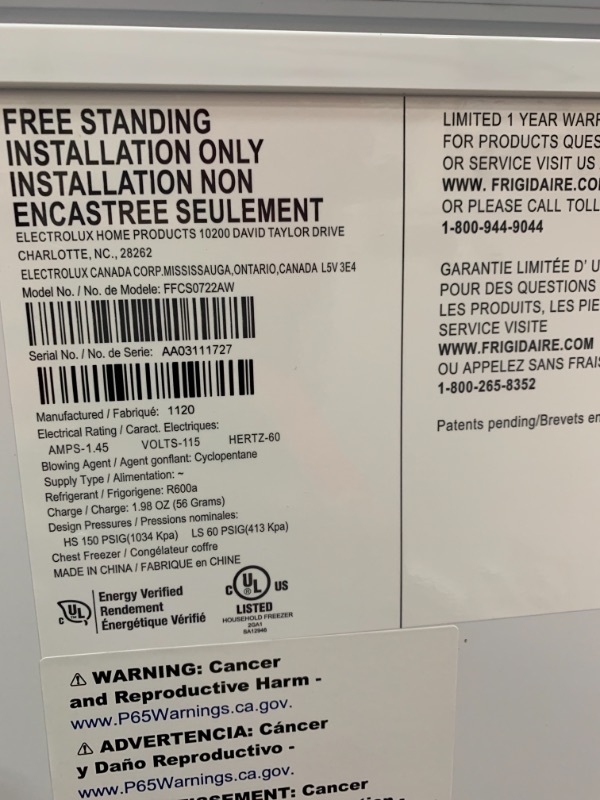 FREE STANDING
INSTALLATION ONLY
INSTALLATION NON
ENCASTREE SEULEMENT
ELECTROLUX HOME PRODUCTS 10200 DAVID TAYLOR DRIVE
CHARLOTTE, NC., 28262
ELECTROLUX CANADA CORP.MISSISSAUGA,ONTARIO,CANADA L5V 3E4
Model No. / No. de Modele: FFCS0722AW
Serial No. / No. de Serie: AA03111727
Manufactured / Fabriqué: 1120
Electrical Rating / Caract. Electriques:
AMPS-1.45 VOLTS-115 HERTZ-60
Blowing Agent / Agent gonflant: Cyclopentane
Supply Type / Alimentation: ~
Refrigerant / Frigorigene: R600a
Charge / Charge: 1.98 OZ (56 Grams)
Design Pressures / Pressions nominales:
HS 150 PSIG(1034 Kpa) LS 60 PSIG(413 Kpa)
Chest Freezer / Congélateur coffre
MADE IN CHINA / FABRIQUE en CHINE
c UL
Energy Verified
Rendement
Énergétique Vérifié
c UL US
LISTED
HOUSEHOLD FREEZER
20A1
SA12946
LIMITED 1 YEAR WARR
FOR PRODUCTS QUES
OR SERVICE VISIT US
WWW. FRIGIDAIRE.CO
OR PLEASE CALL TOLL
1-800-944-9044
GARANTIE LIMITÉE D' U
POUR DES QUESTIONS
LES PRODUITS, LES PIE
SERVICE VISITE
WWW.FRIGIDAIRE.COM
OU APPELEZ SANS FRAI
1-800-265-8352
Patents pending/Brevets en
⚠ WARNING: Cancer
and Reproductive Harm -
www.P65Warnings.ca.gov.
⚠ ADVERTENCIA: Cáncer
y Daño Reproductivo -
www.P65Warnings.ca.gov.
SEMENT: Cancer